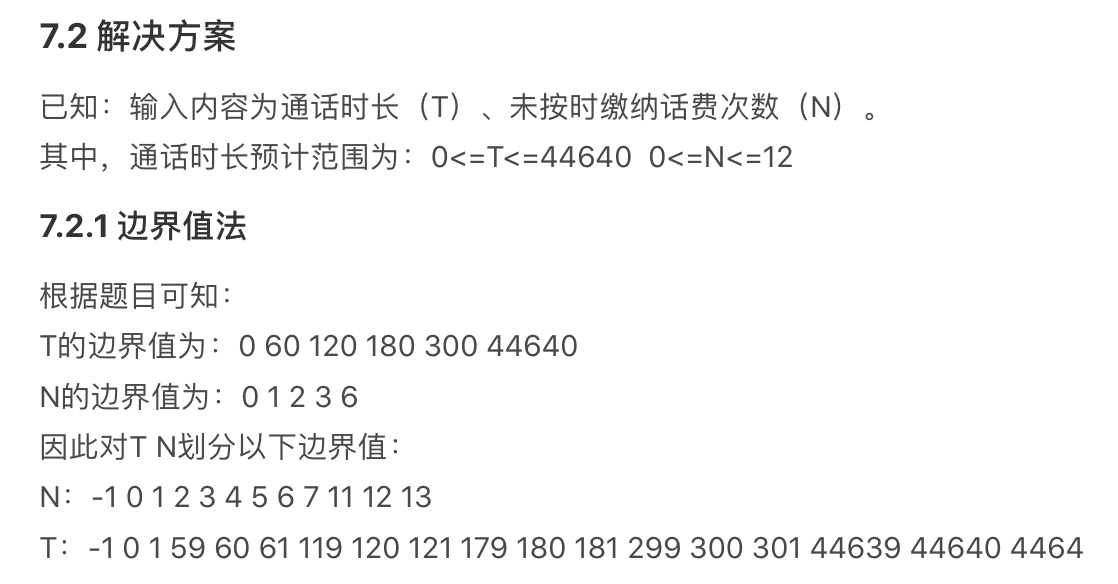 7.2 解决方案
已知：输入内容为通话时长（T）、未按时缴纳话费次数（N）。
其中，通话时长预计范围为：0<=T<=44640 0<=N<=12
7.2.1 边界值法
根据题目可知：
T的边界值为：0 60 120 180 300 44640
N的边界值为：0 1 2 3 6
因此对T N划分以下边界值：
N：-1 0 1 2 3 4 5 6 7 11 12 13
T：-1 0 1 59 60 61 119 120 121 179 180 181 299 300 301 44639 44640 4464